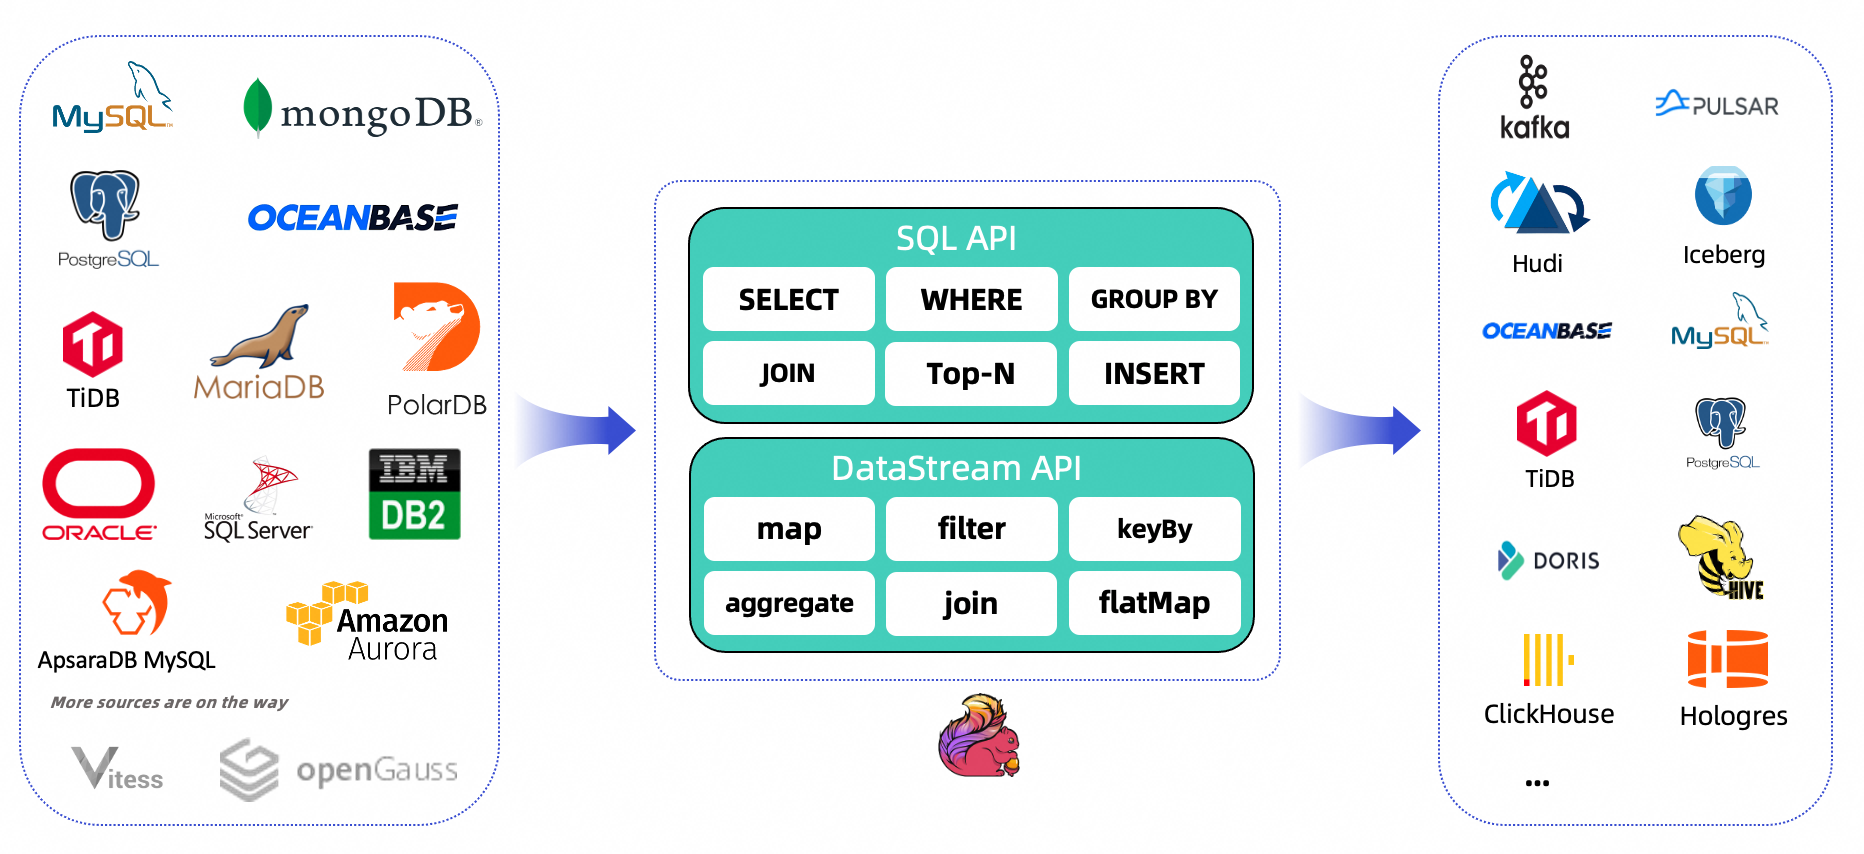 MySQL™
mongoDB®
PostgreSQL
OCEANBASE
TiDB
MariaDB
PolarDB
ORACLE®
Microsoft®
SQL Server®
IBM
DB2
ApsaraDB MySQL
Amazon
Aurora
More sources are on the way
Vitess
openGauss
SQL API
SELECT
WHERE
GROUP BY
JOIN
Top-N
INSERT
DataStream API
map
filter
keyBy
aggregate
join
flatMap
kafka
PULSAR
Hudi
Iceberg
OCEANBASE
MySQL™
TiDB
PostgreSQL
DORIS
HIVE
ClickHouse
Hologres
...